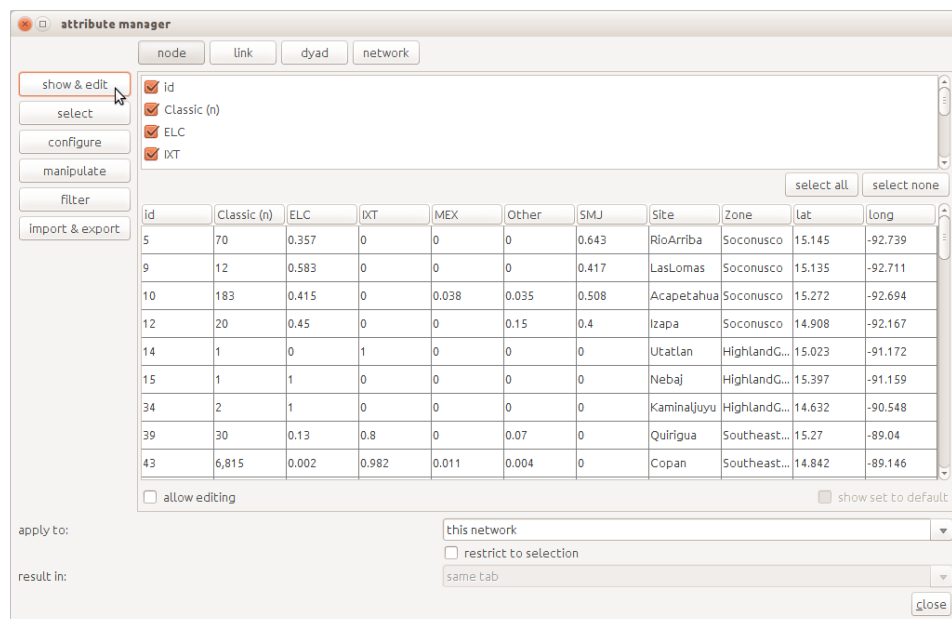 attribute manager
node link dyad network
show & edit
select
configure
manipulate
filter
import & export
id
Classic (n)
ELC
IXT
select all select none
id Classic (n) ELC IXT MEX Other SMJ Site Zone lat long
5 70 0.357 0 0 0 0.643 RioArriba Soconusco 15.145 -92.739
9 12 0.583 0 0 0 0.417 LasLomas Soconusco 15.135 -92.711
10 183 0.415 0 0.038 0.035 0.508 Acapetahua Soconusco 15.272 -92.694
12 20 0.45 0 0 0.15 0.4 Izapa Soconusco 14.908 -92.167
14 1 0 1 0 0 0 Utatlan HighlandG... 15.023 -91.172
15 1 1 0 0 0 0 Nebaj HighlandG... 15.397 -91.159
34 2 1 0 0 0 0 Kaminaljuyu HighlandG... 14.632 -90.548
39 30 0.13 0.8 0 0.07 0 Quirigua Southeast... 15.27 -89.04
43 6,815 0.002 0.982 0.011 0.004 0 Copan Southeast... 14.842 -89.146
allow editing show set to default
apply to: this network
restrict to selection
result in: same tab
close